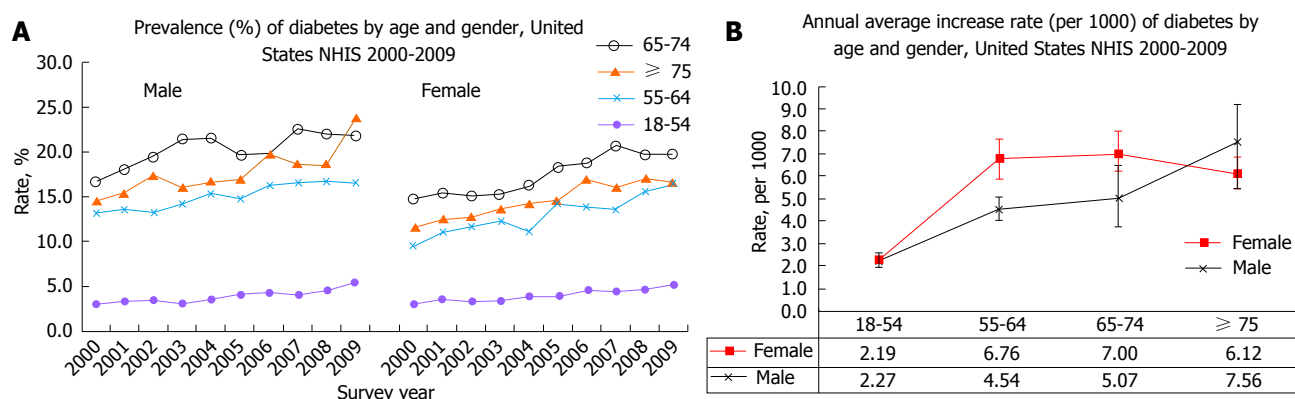 A
Prevalence (%) of diabetes by age and gender, United
States NHIS 2000-2009
65-74
⩾ 75
55-64
18-54
Male
Female
Rate, %
30.0
25.0
20.0
15.0
10.0
5.0
0.0
2000
20001
2002
2003
2004
2005
2006
2007
2008
2009
2000
2001
2002
2003
2004
2005
2006
2007
2008
2009
Survey year
B
Annual average increase rate (per 1000) of diabetes by
age and gender, United States NHIS 2000-2009
Rate, per 1000
10.0
9.0
8.0
7.0
6.0
5.0
4.0
3.0
2.0
1.0
0.0
Female
Male
18-54 55-64 65-74 ⩾ 75
Female 2.19 6.76 7.00 6.12
Male 2.27 4.54 5.07 7.56